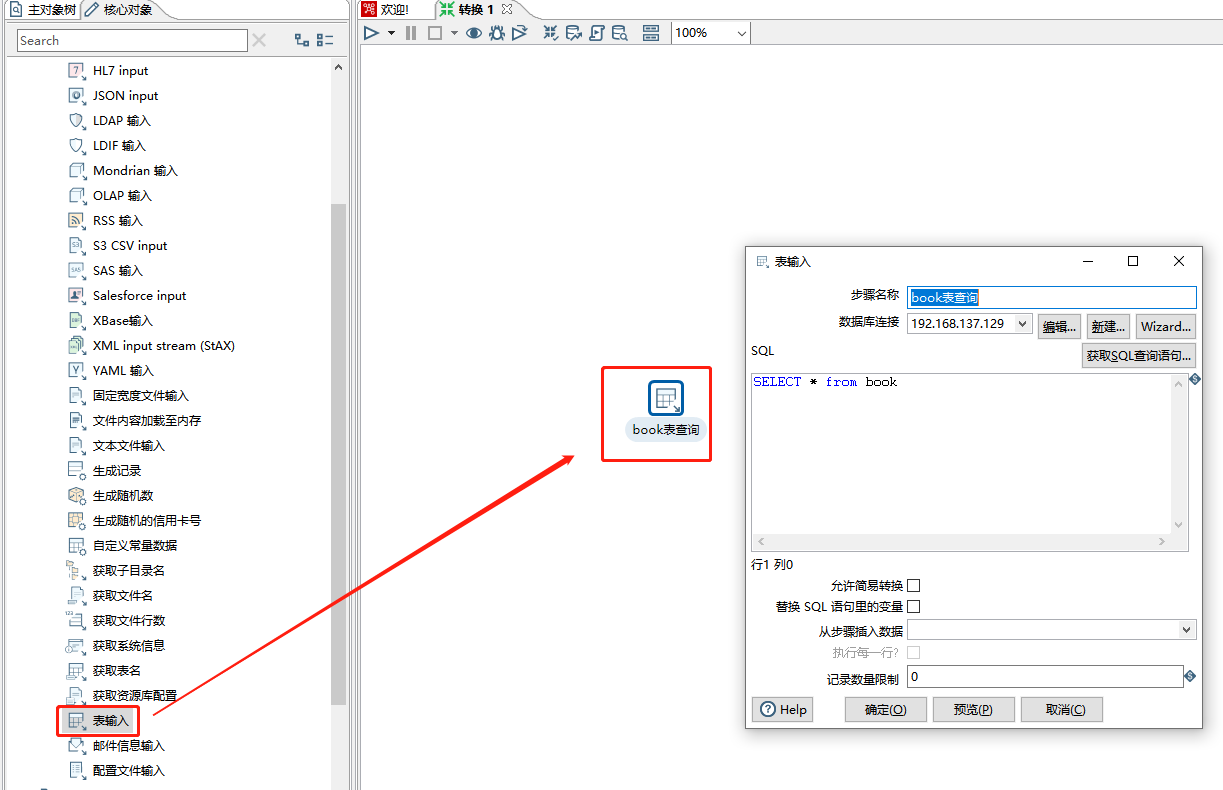 主对象树
核心对象
Search
HL7 input
JSON input
LDAP 输入
LDIF 输入
Mondrian 输入
OLAP 输入
RSS 输入
S3 CSV input
SAS 输入
Salesforce input
XBase输入
XML input stream (StAX)
YAML 输入
固定宽度文件输入
文件内容加载至内存
文本文件输入
生成记录
生成随机数
生成随机的信用卡号
自定义常量数据
获取子目录名
获取文件名
获取文件行数
获取系统信息
获取表名
获取资源库配置
表输入
邮件信息输入
配置文件输入
欢迎!
转换 1
100%
book表查询
表输入
步骤名称
book表查询
数据库连接
192.168.137.129
编辑...
新建...
Wizard...
SQL
获取SQL查询语句...
SELECT * from book
行1 列0
允许简易转换
替换 SQL 语句里的变量
从步骤插入数据
执行每一行?
记录数量限制
0
Help
确定(O)
预览(P)
取消(C)